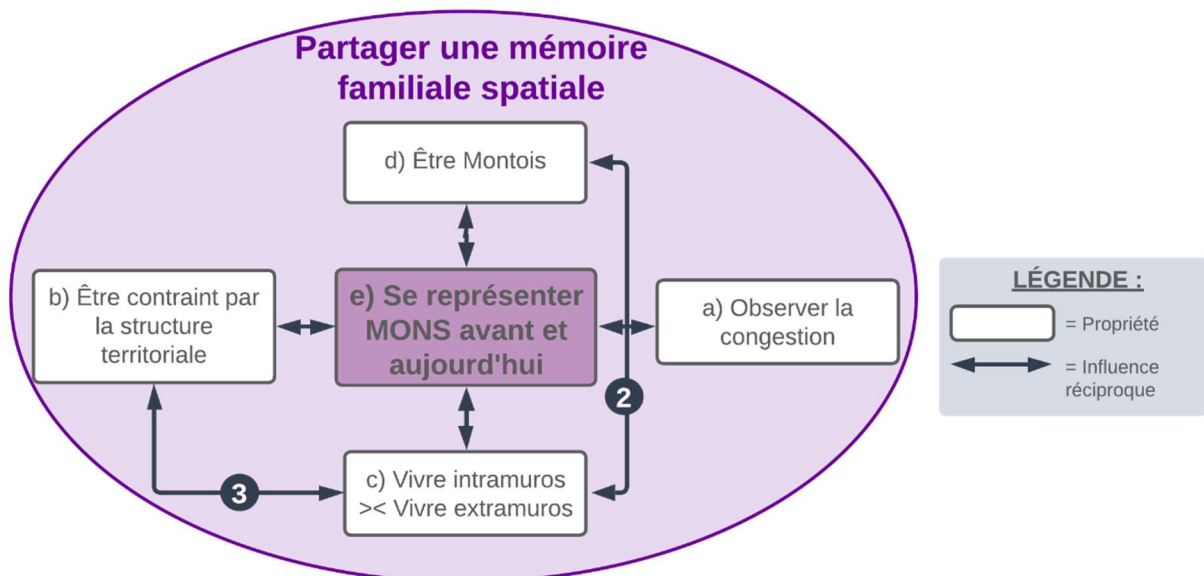 Partager une mémoire
familiale spatiale
d) Être Montois
b) Être contraint par
la structure
territoriale
e) Se représenter
MONS avant et
aujourd'hui
a) Observer la
congestion
2
3
c) Vivre intramuros
>< Vivre extramuros
LÉGENDE :
= Propriété
= Influence
réciproque